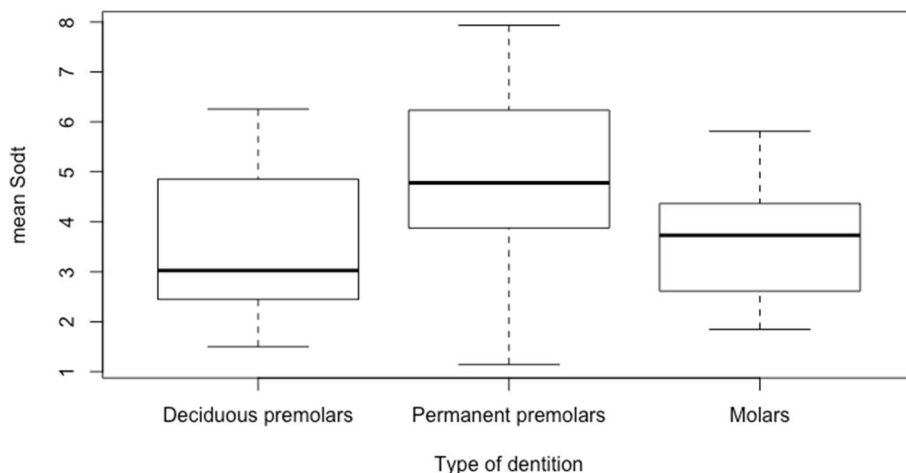 mean Sodt
8
7
6
5
4
3
2
1
Deciduous premolars Permanent premolars Molars
Type of dentition